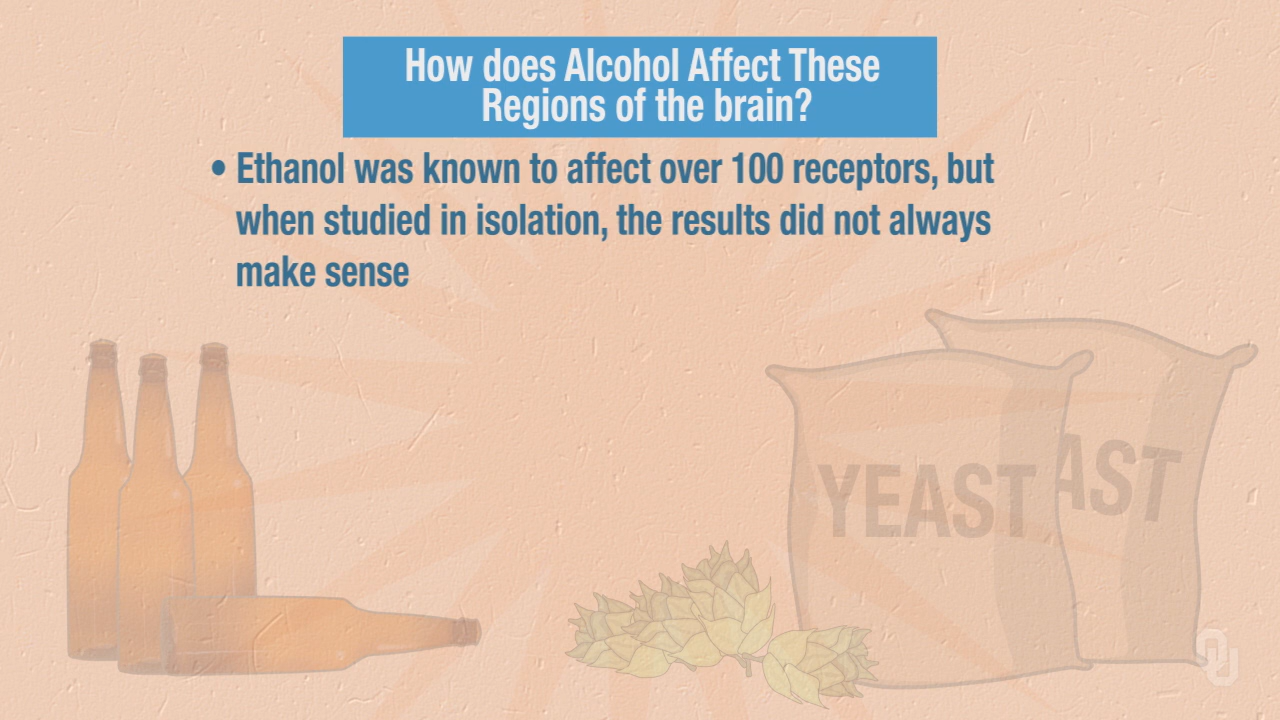 How does Alcohol Affect These
Regions of the brain?
• Ethanol was known to affect over 100 receptors, but
when studied in isolation, the results did not always
make sense
YEAST
AST
OU